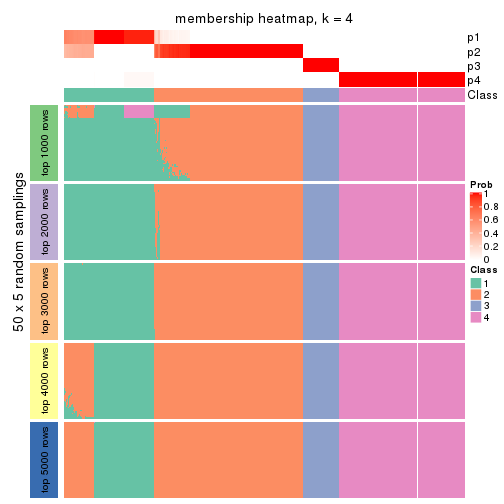 membership heatmap, k = 4
p1
p2
p3
p4
Class
50 x 5 random samplings
top 1000 rows
top 2000 rows
top 3000 rows
top 4000 rows
top 5000 rows
Prob
1
0.8
0.6
0.4
0.2
0
Class
1
2
3
4